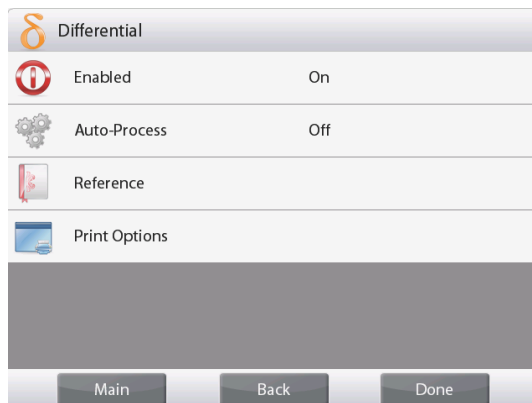 δ Differential
Enabled On
Auto-Process Off
Reference
Print Options
Main Back Done